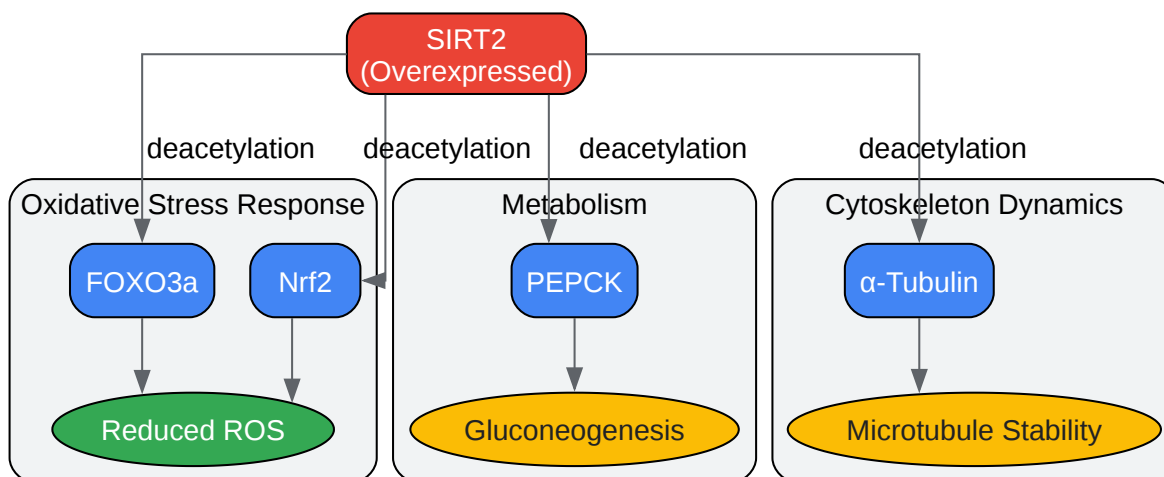 SIRT2
(Overexpressed)
deacetylation
deacetylation
deacetylation
deacetylation
Oxidative Stress Response
Metabolism
Cytoskeleton Dynamics
FOXO3a
Nrf2
PEPCK
α-Tubulin
Reduced ROS
Gluconeogenesis
Microtubule Stability